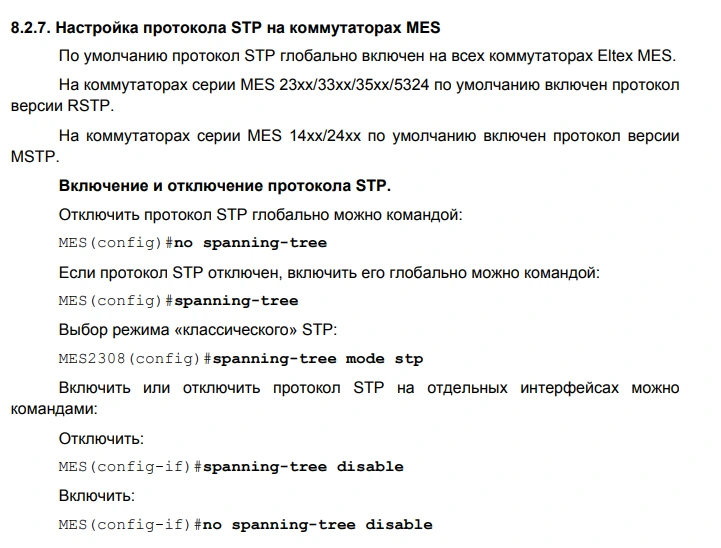 8.2.7. Настройка протокола STP на коммутаторах MES
По умолчанию протокол STP глобально включен на всех коммутаторах Eltex MES.
На коммутаторах серии MES 23xx/33xx/35xx/5324 по умолчанию включен протокол
версии RSTP.
На коммутаторах серии MES 14xx/24xx по умолчанию включен протокол версии
MSTP.
Включение и отключение протокола STP.
Отключить протокол STP глобально можно командой:
MES(config)#no spanning-tree
Если протокол STP отключен, включить его глобально можно командой:
MES(config)#spanning-tree
Выбор режима «классического» STP:
MES2308(config)#spanning-tree mode stp
Включить или отключить протокол STP на отдельных интерфейсах можно
командами:
Отключить:
MES(config-if)#spanning-tree disable
Включить:
MES(config-if)#no spanning-tree disable